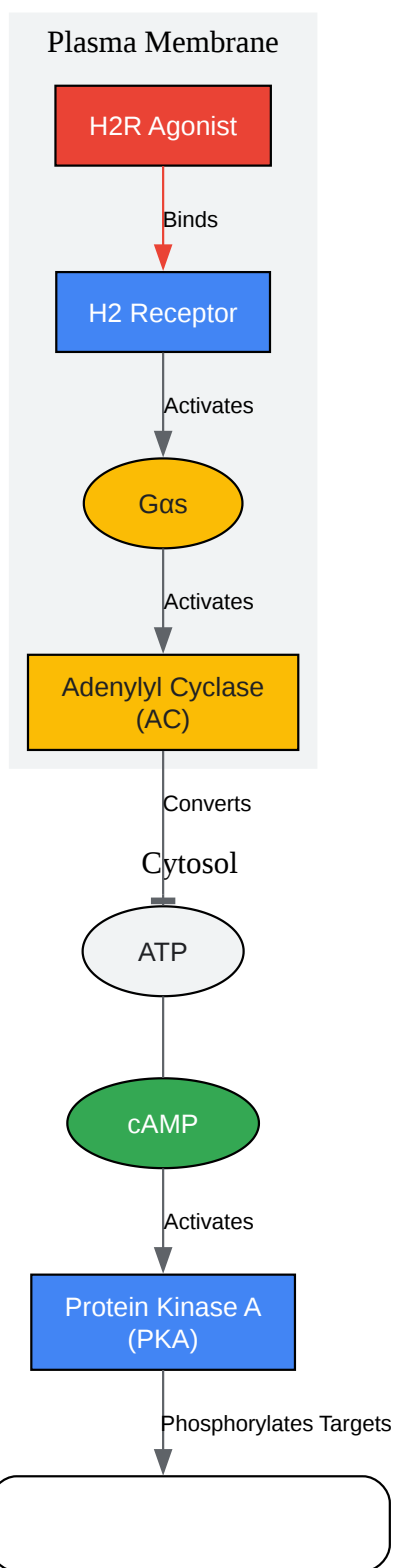 Plasma Membrane
H2R Agonist
Binds
H2 Receptor
Activates
Gαs
Activates
Adenylyl Cyclase
(AC)
Converts
Cytosol
ATP
cAMP
Activates
Protein Kinase A
(PKA)
Phosphorylates Targets